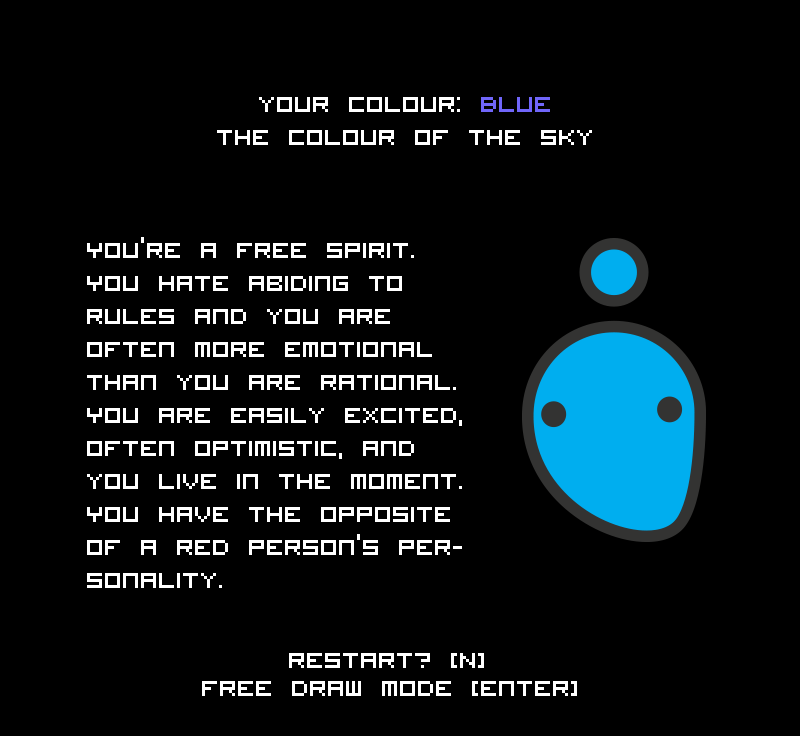 YOUR COLOUR: BLUE
THE COLOUR OF THE SKY
YOU'RE A FREE SPIRIT.
YOU HATE ABIDING TO
RULES AND YOU ARE
OFTEN MORE EMOTIONAL
THAN YOU ARE RATIONAL.
YOU ARE EASILY EXCITED,
OFTEN OPTIMISTIC, AND
YOU LIVE IN THE MOMENT.
YOU HAVE THE OPPOSITE
OF A RED PERSON'S PER-
SONALITY.
RESTART? [N]
FREE DRAW MODE [ENTER]